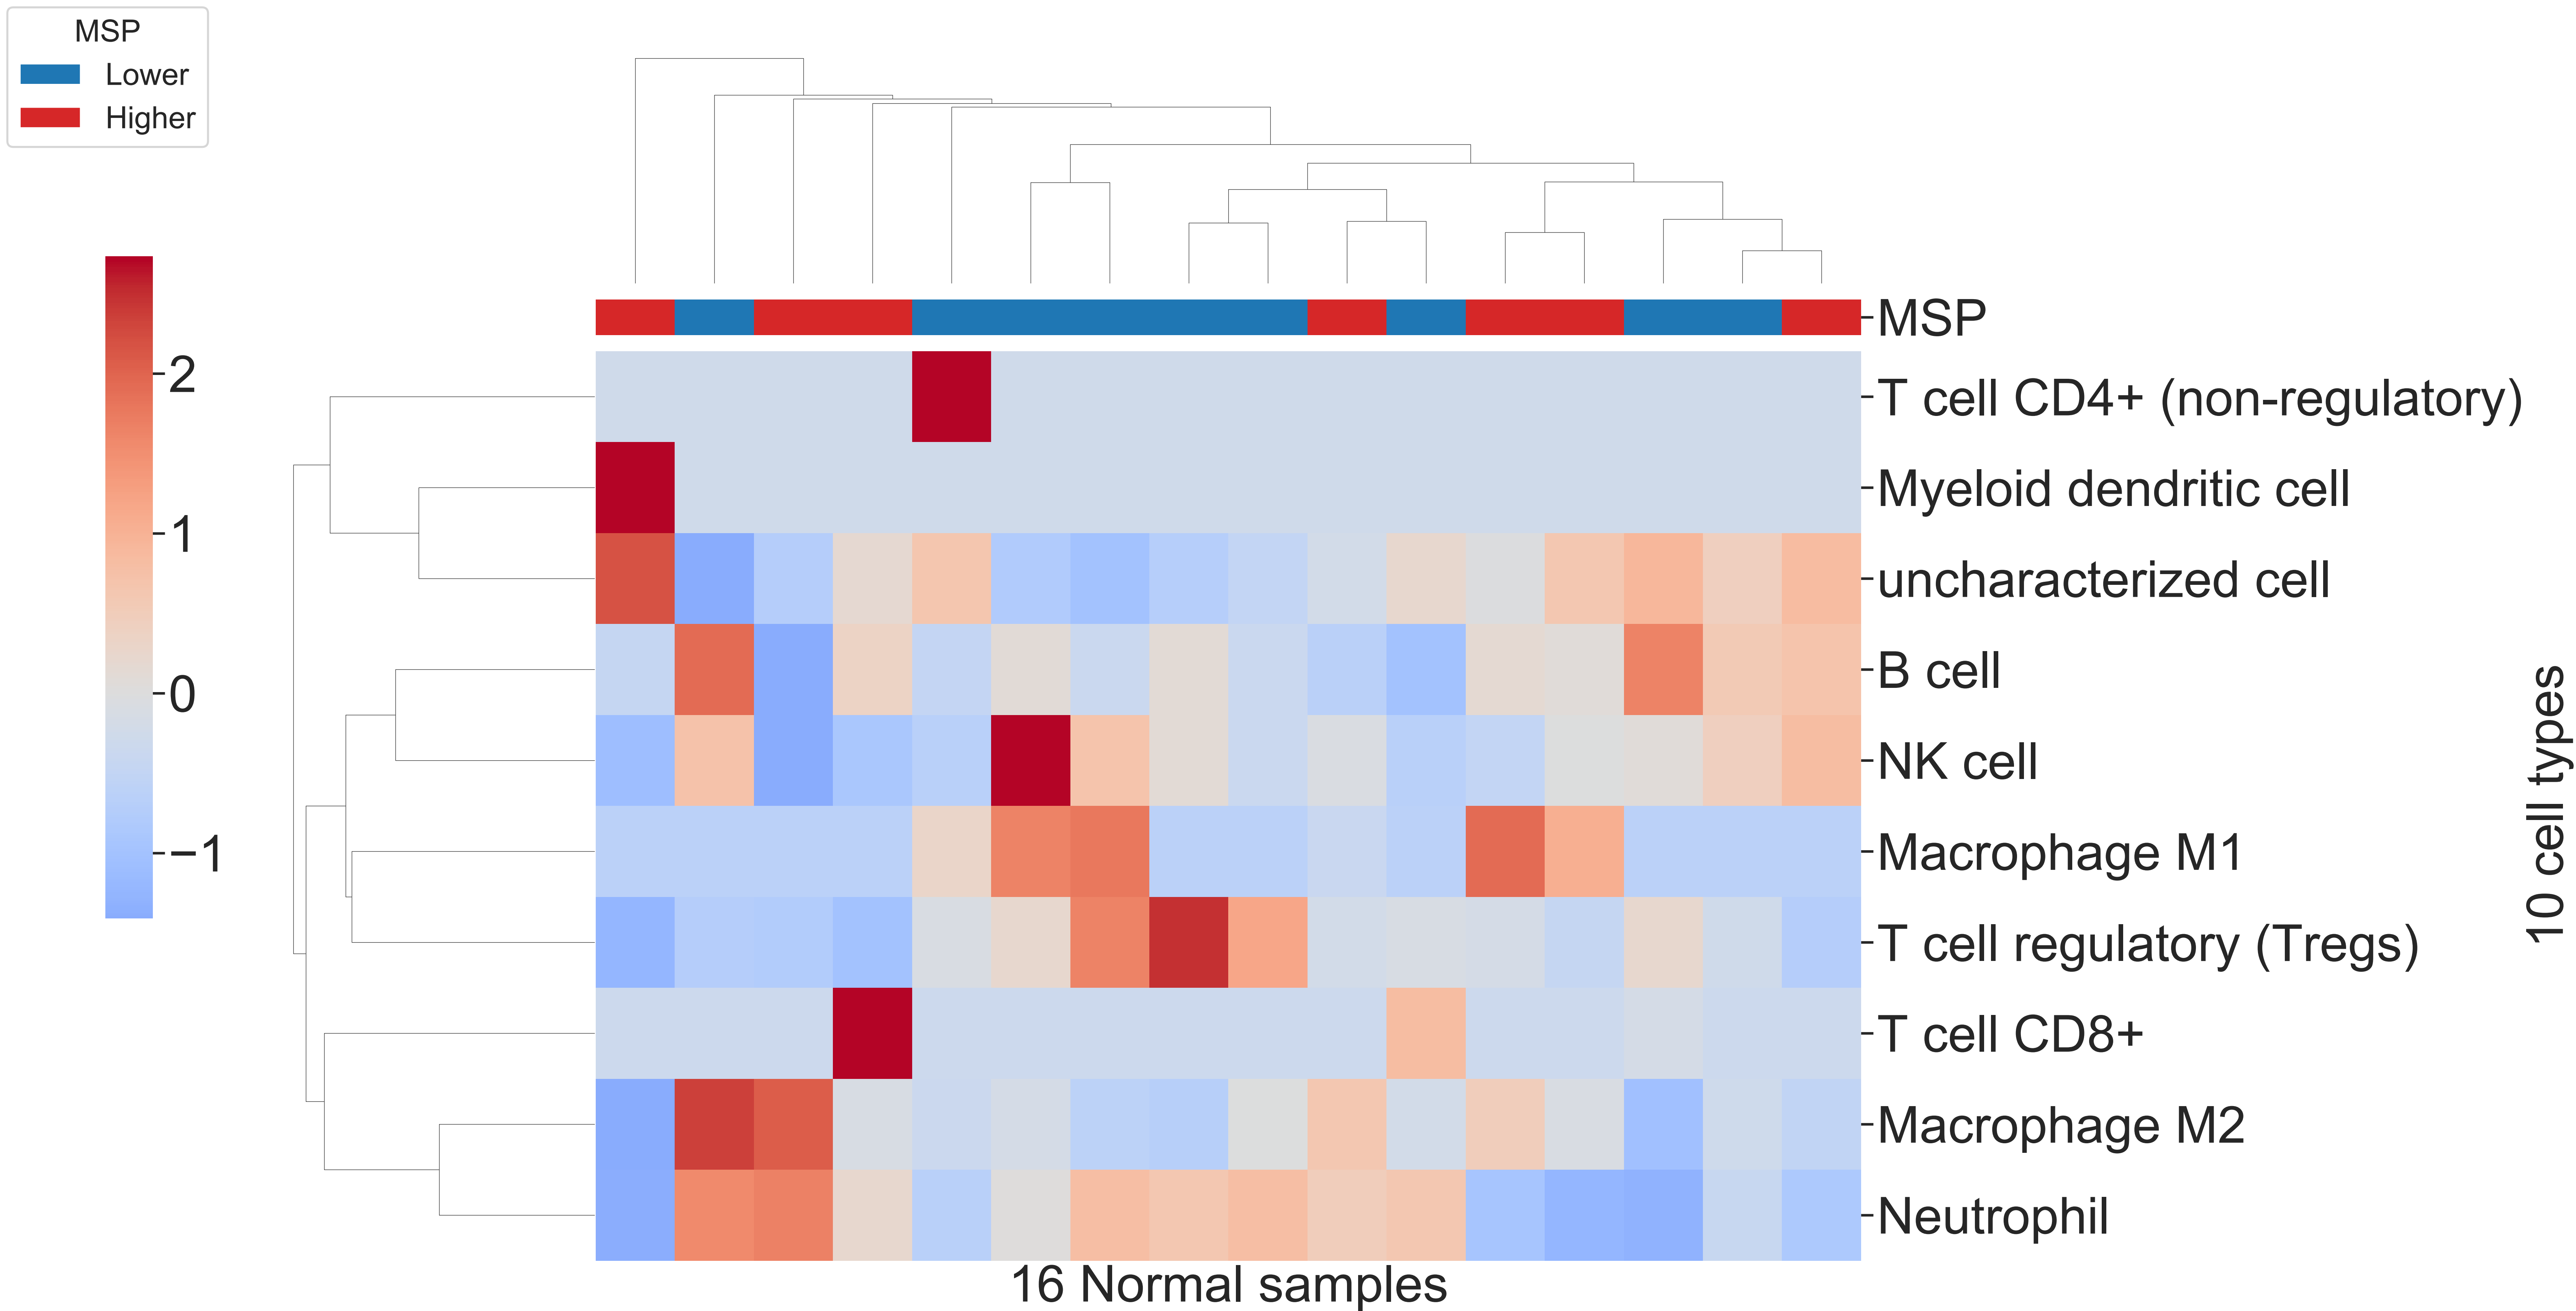 MSP
Lower
Higher
2
1
0
−1
MSP
T cell CD4+ (non-regulatory)
Myeloid dendritic cell
uncharacterized cell
B cell
NK cell
Macrophage M1
T cell regulatory (Tregs)
T cell CD8+
Macrophage M2
Neutrophil
10 cell types
16 Normal samples